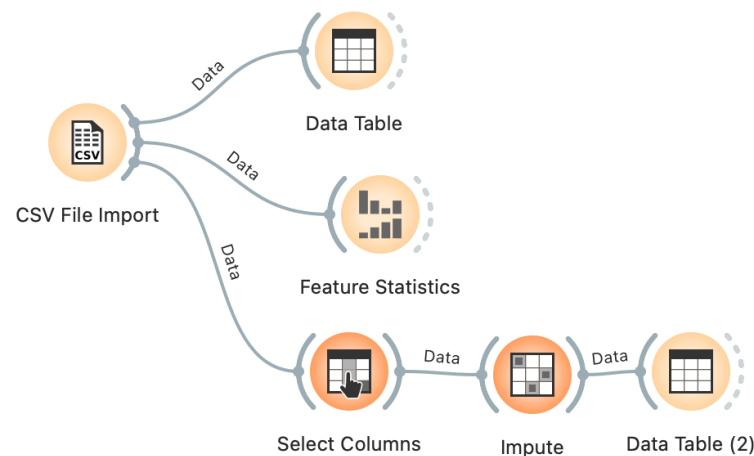 Data
Data Table
CSV
CSV File Import
Data
Feature Statistics
Data
Select Columns
Data
Impute
Data
Data Table (2)